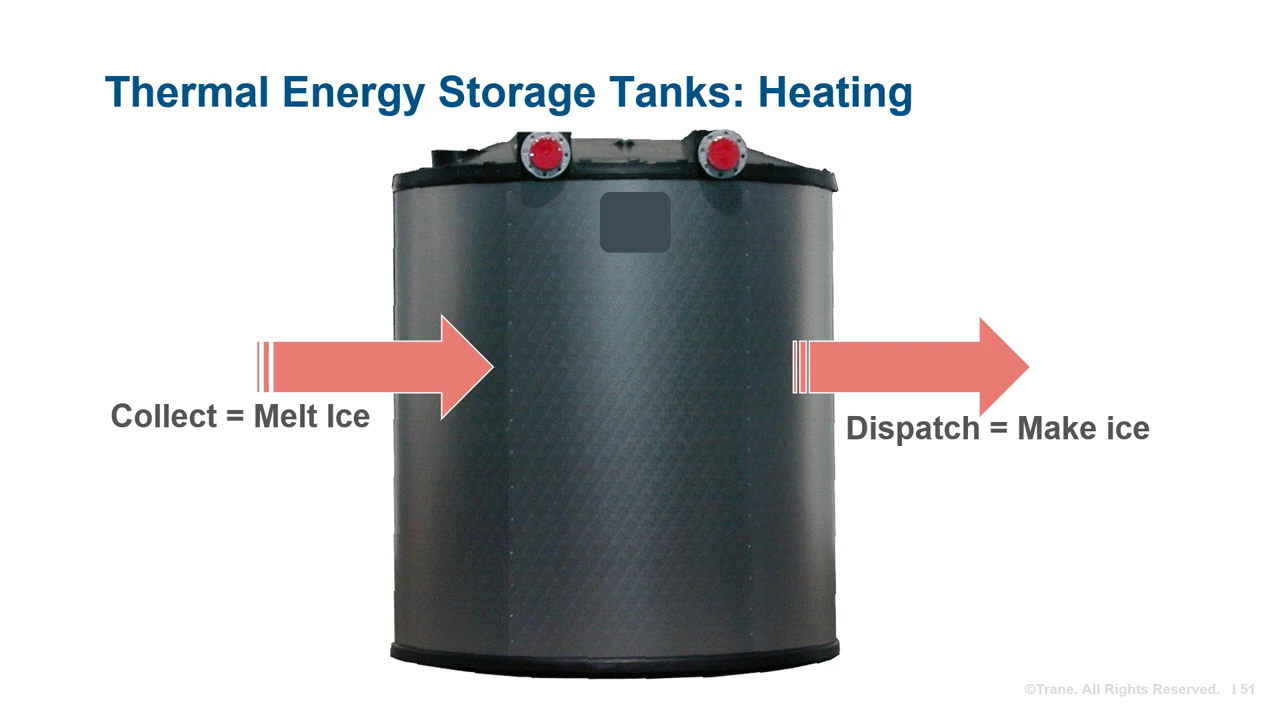 Thermal Energy Storage Tanks: Heating
Collect = Melt Ice
Dispatch = Make ice
©Trane. All Rights Reserved. I 51